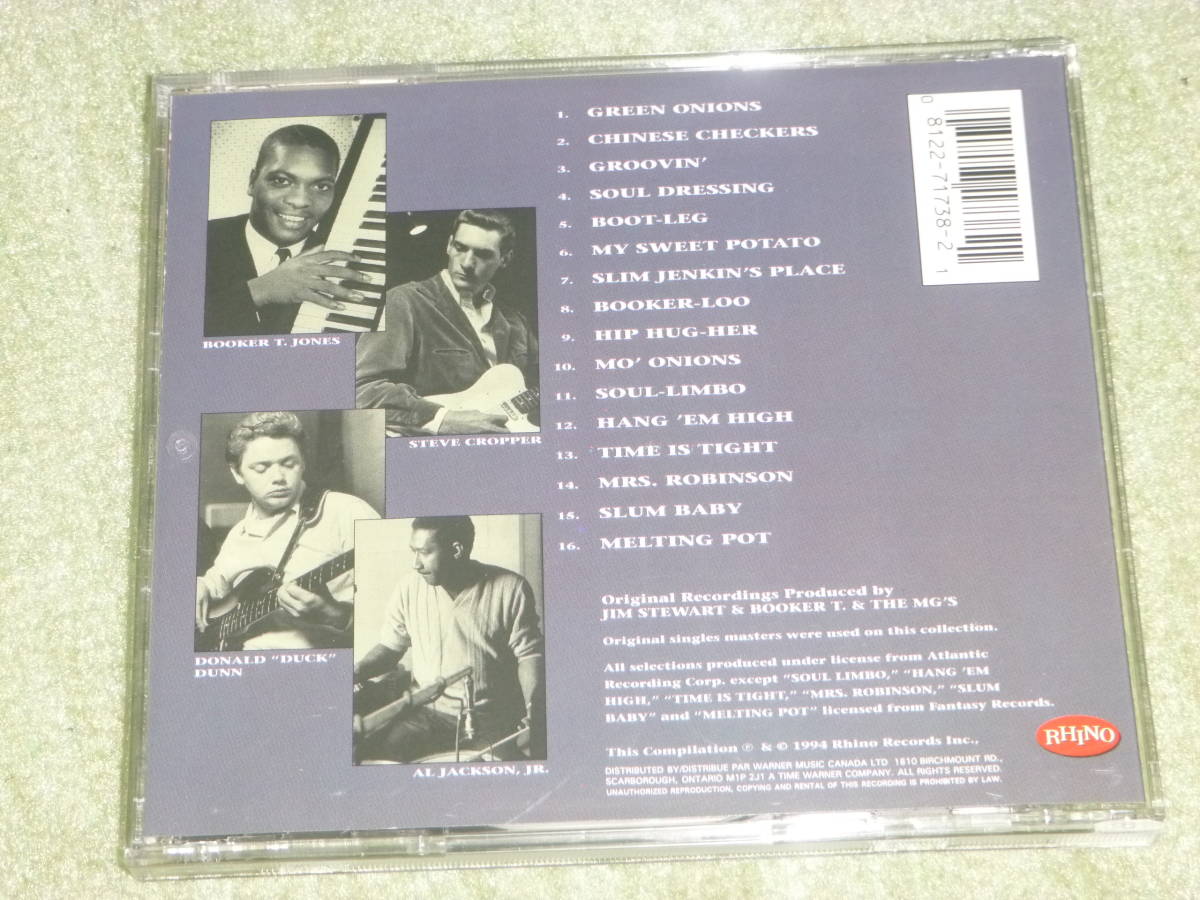 1. GREEN ONIONS
2. CHINESE CHECKERS
3. GROOVIN'
4. SOUL DRESSING
5. BOOT-LEG
6. MY SWEET POTATO
7. SLIM JENKIN'S PLACE
8. BOOKER-LOO
9. HIP HUG-HER
10. MO' ONIONS
11. SOUL-LIMBO
12. HANG 'EM HIGH
13. TIME IS TIGHT
14. MRS. ROBINSON
15. SLUM BABY
16. MELTING POT
0 8122-71738-2 1
BOOKER T. JONES
STEVE CROPPER
DONALD "DUCK"
DUNN
AL JACKSON, JR.
Original Recordings Produced by
JIM STEWART & BOOKER T. & THE MG'S
Original singles masters were used on this collection.
All selections produced under license from Atlantic
Recording Corp. except "SOUL LIMBO," "HANG 'EM
HIGH," "TIME IS TIGHT," "MRS. ROBINSON," "SLUM
BABY" and "MELTING POT" licensed from Fantasy Records.
This Compilation ℗ & © 1994 Rhino Records Inc.,
DISTRIBUTED BY/DISTRIBUE PAR WARNER MUSIC CANADA LTD 1810 BIRCHMOUNT RD.,
SCARBOROUGH, ONTARIO M1P 2J1 A TIME WARNER COMPANY. ALL RIGHTS RESERVED.
UNAUTHORIZED REPRODUCTION, COPYING AND RENTAL OF THIS RECORDING IS PROHIBITED BY LAW.
RHINO